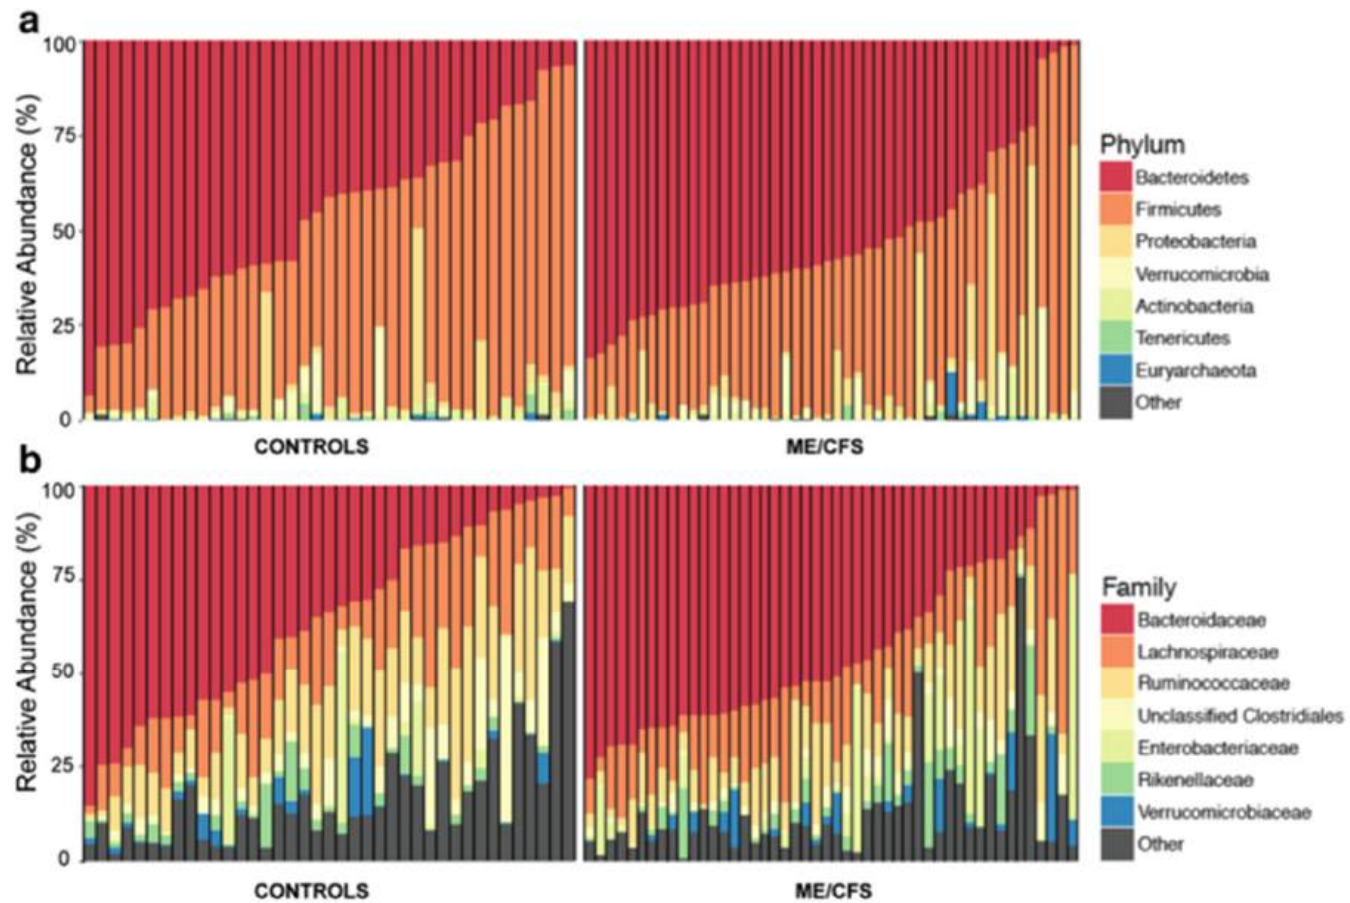 a
Relative Abundance (%)
100
75
50
25
0
CONTROLS
ME/CFS
Phylum
Bacteroidetes
Firmicutes
Proteobacteria
Verrucomicrobia
Actinobacteria
Tenericutes
Euryarchaeota
Other
b
Relative Abundance (%)
100
75
50
25
0
CONTROLS
ME/CFS
Family
Bacteroidaceae
Lachnospiraceae
Ruminococcaceae
Unclassified Clostridiales
Enterobacteriaceae
Rikenellaceae
Verrucomicrobiaceae
Other